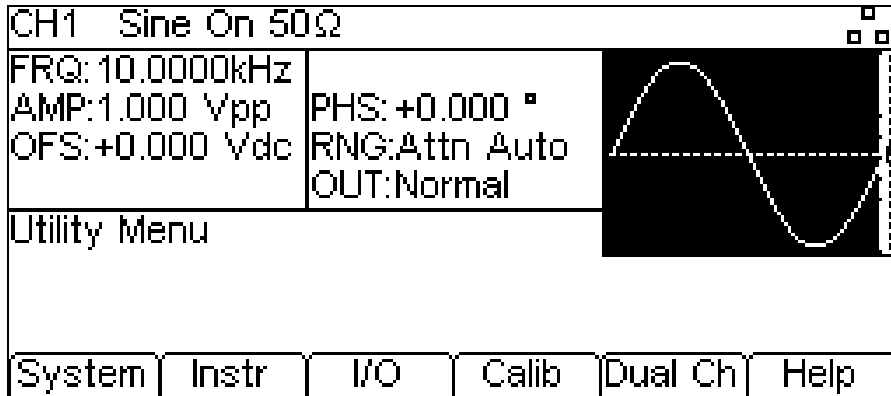 CH1 Sine On 50Ω
FRQ:10.0000kHz
AMP:1.000 Vpp
OFS:+0.000 Vdc
PHS:+0.000 °
RNG:Attn Auto
OUT:Normal
Utility Menu
System Instr I/O Calib Dual Ch Help